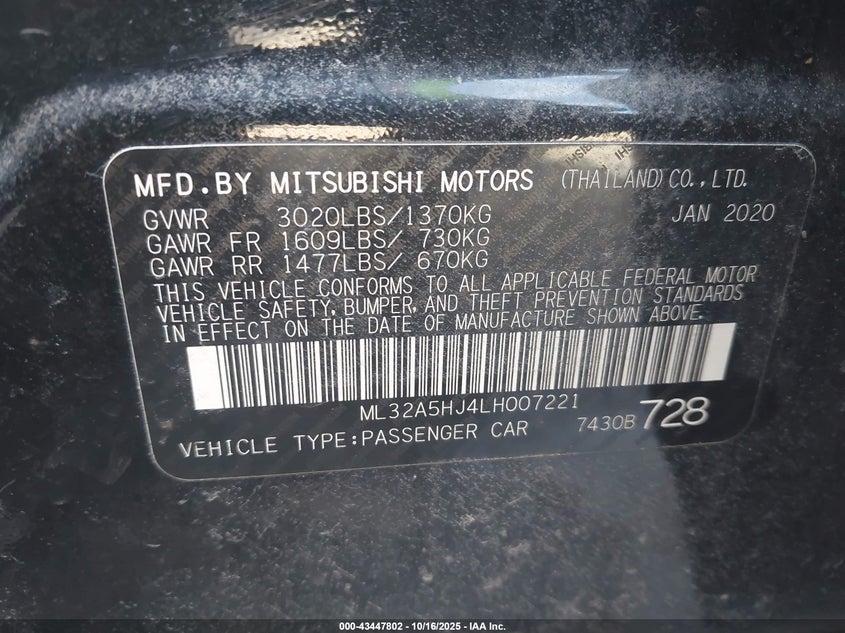 MFD.BY MITSUBISHI MOTORS (THAILAND) CO.,LTD.
GVWR 3020LBS/1370KG JAN 2020
GAWR FR 1609LBS/ 730KG
GAWR RR 1477LBS/ 670KG
THIS VEHICLE CONFORMS TO ALL APPLICABLE FEDERAL MOTOR
VEHICLE SAFETY, BUMPER, AND THEFT PREVENTION STANDARDS
IN EFFECT ON THE DATE OF MANUFACTURE SHOWN ABOVE.
ML32A5HJ4LH007221
VEHICLE TYPE:PASSENGER CAR 7430B 728
000-43447802 - 10/16/2025 - IAA Inc.